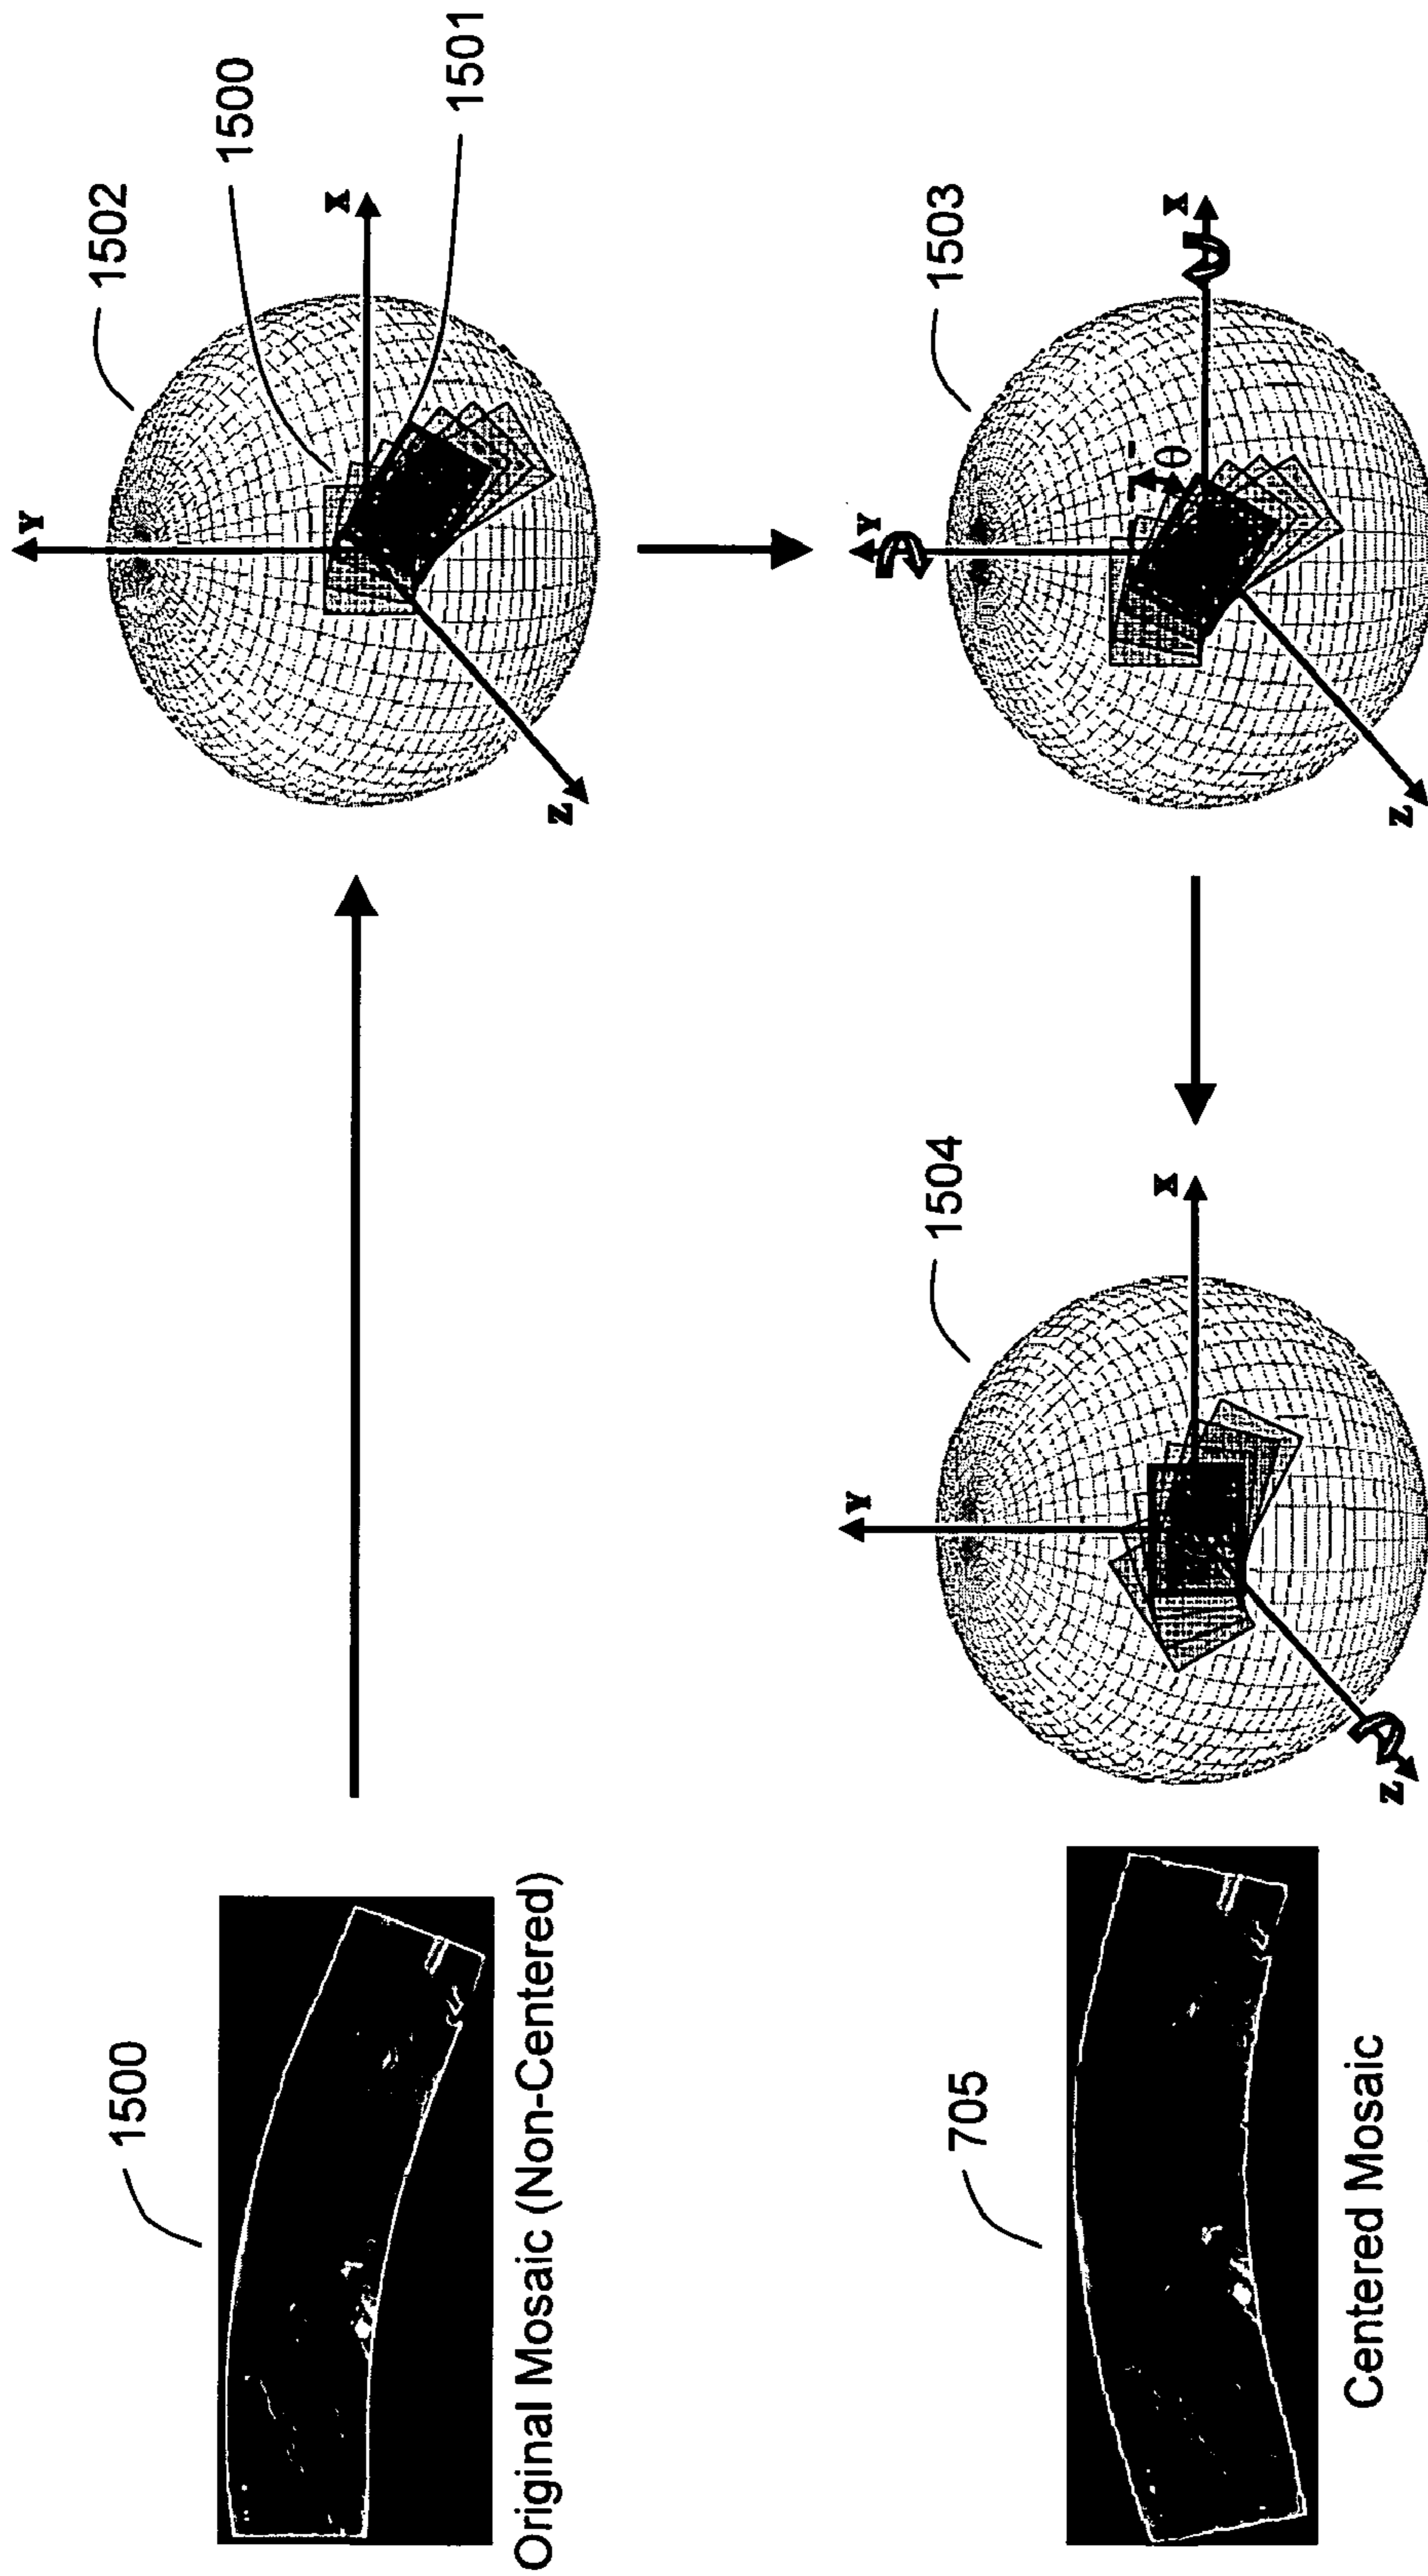 1500
Original Mosaic (Non-Centered)
1502
1500
1501
Y
X
Z
705
Centered Mosaic
1504
Y
X
Z
1503
Y
X
Z
θ